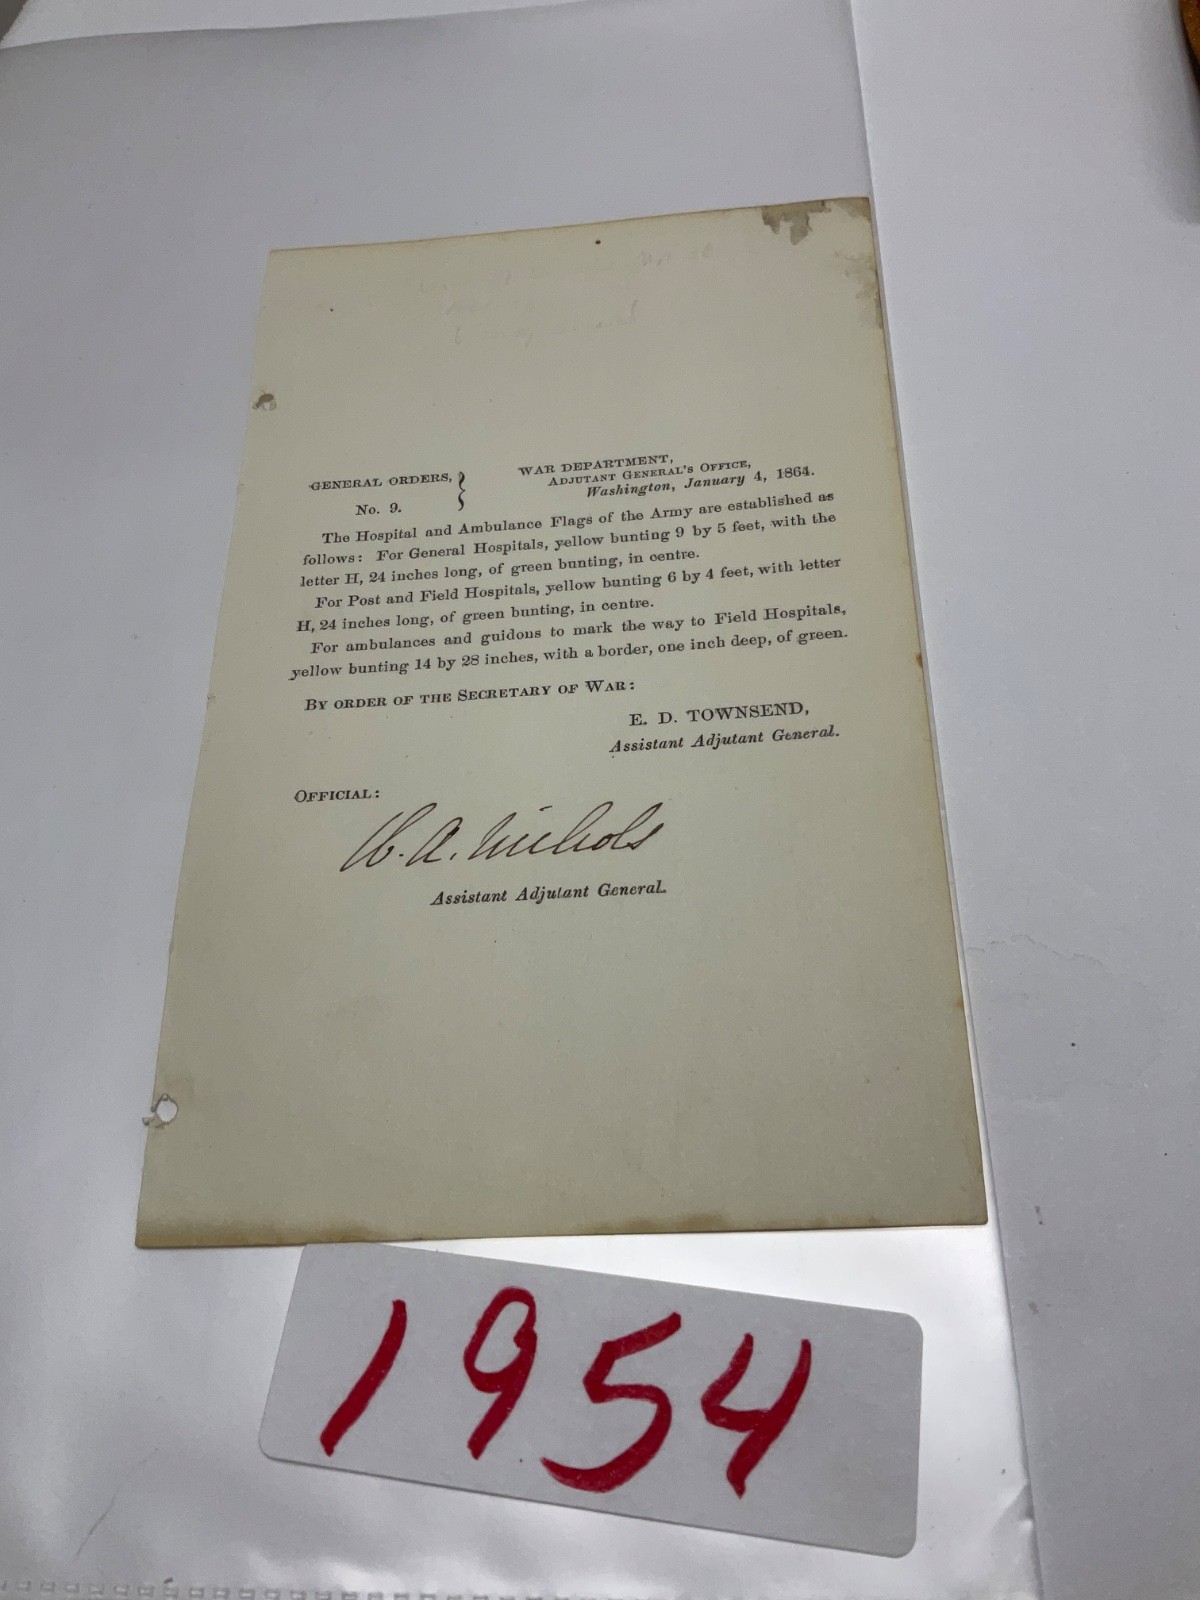 GENERAL ORDERS,
No. 9.
WAR DEPARTMENT,
ADJUTANT GENERAL'S OFFICE,
Washington, January 4, 1864.
The Hospital and Ambulance Flags of the Army are established as
follows: For General Hospitals, yellow bunting 9 by 5 feet, with the
letter H, 24 inches long, of green bunting, in centre.
For Post and Field Hospitals, yellow bunting 6 by 4 feet, with letter
H, 24 inches long, of green bunting, in centre.
For ambulances and guidons to mark the way to Field Hospitals,
yellow bunting 14 by 28 inches, with a border, one inch deep, of green.
BY ORDER OF THE SECRETARY OF WAR:
E. D. TOWNSEND,
Assistant Adjutant General.
OFFICIAL:
W. A. Nichols
Assistant Adjutant General.
1954